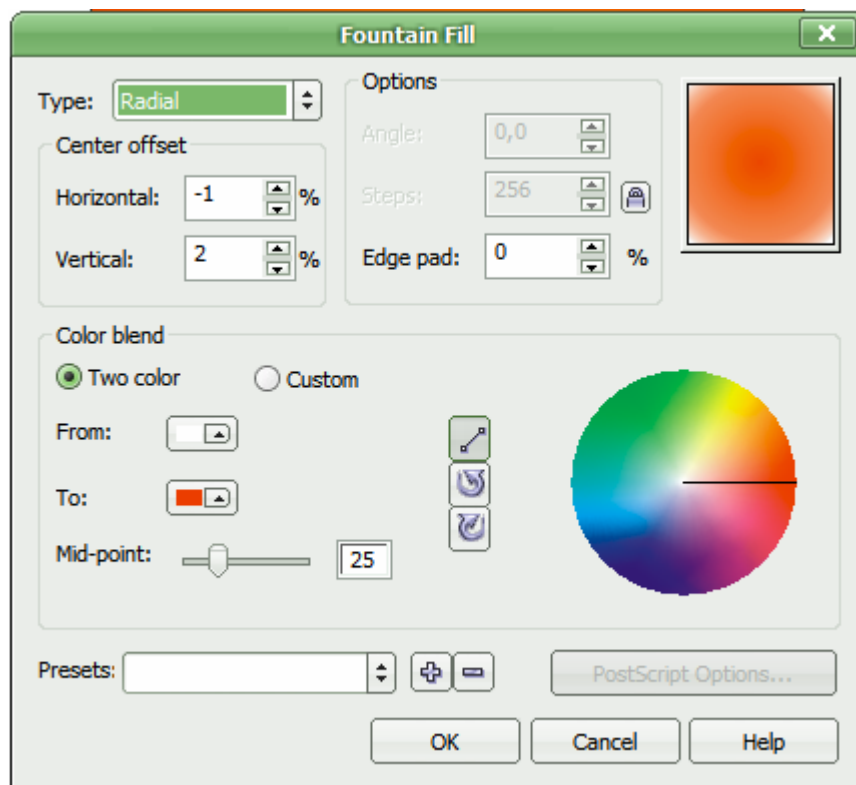 Fountain Fill
Type: Radial
Center offset
Horizontal: -1 %
Vertical: 2 %
Options
Angle: 0,0
Steps: 256
Edge pad: 0 %
Color blend
Two color Custom
From:
To:
Mid-point: 25
Presets:
PostScript Options...
OK Cancel Help